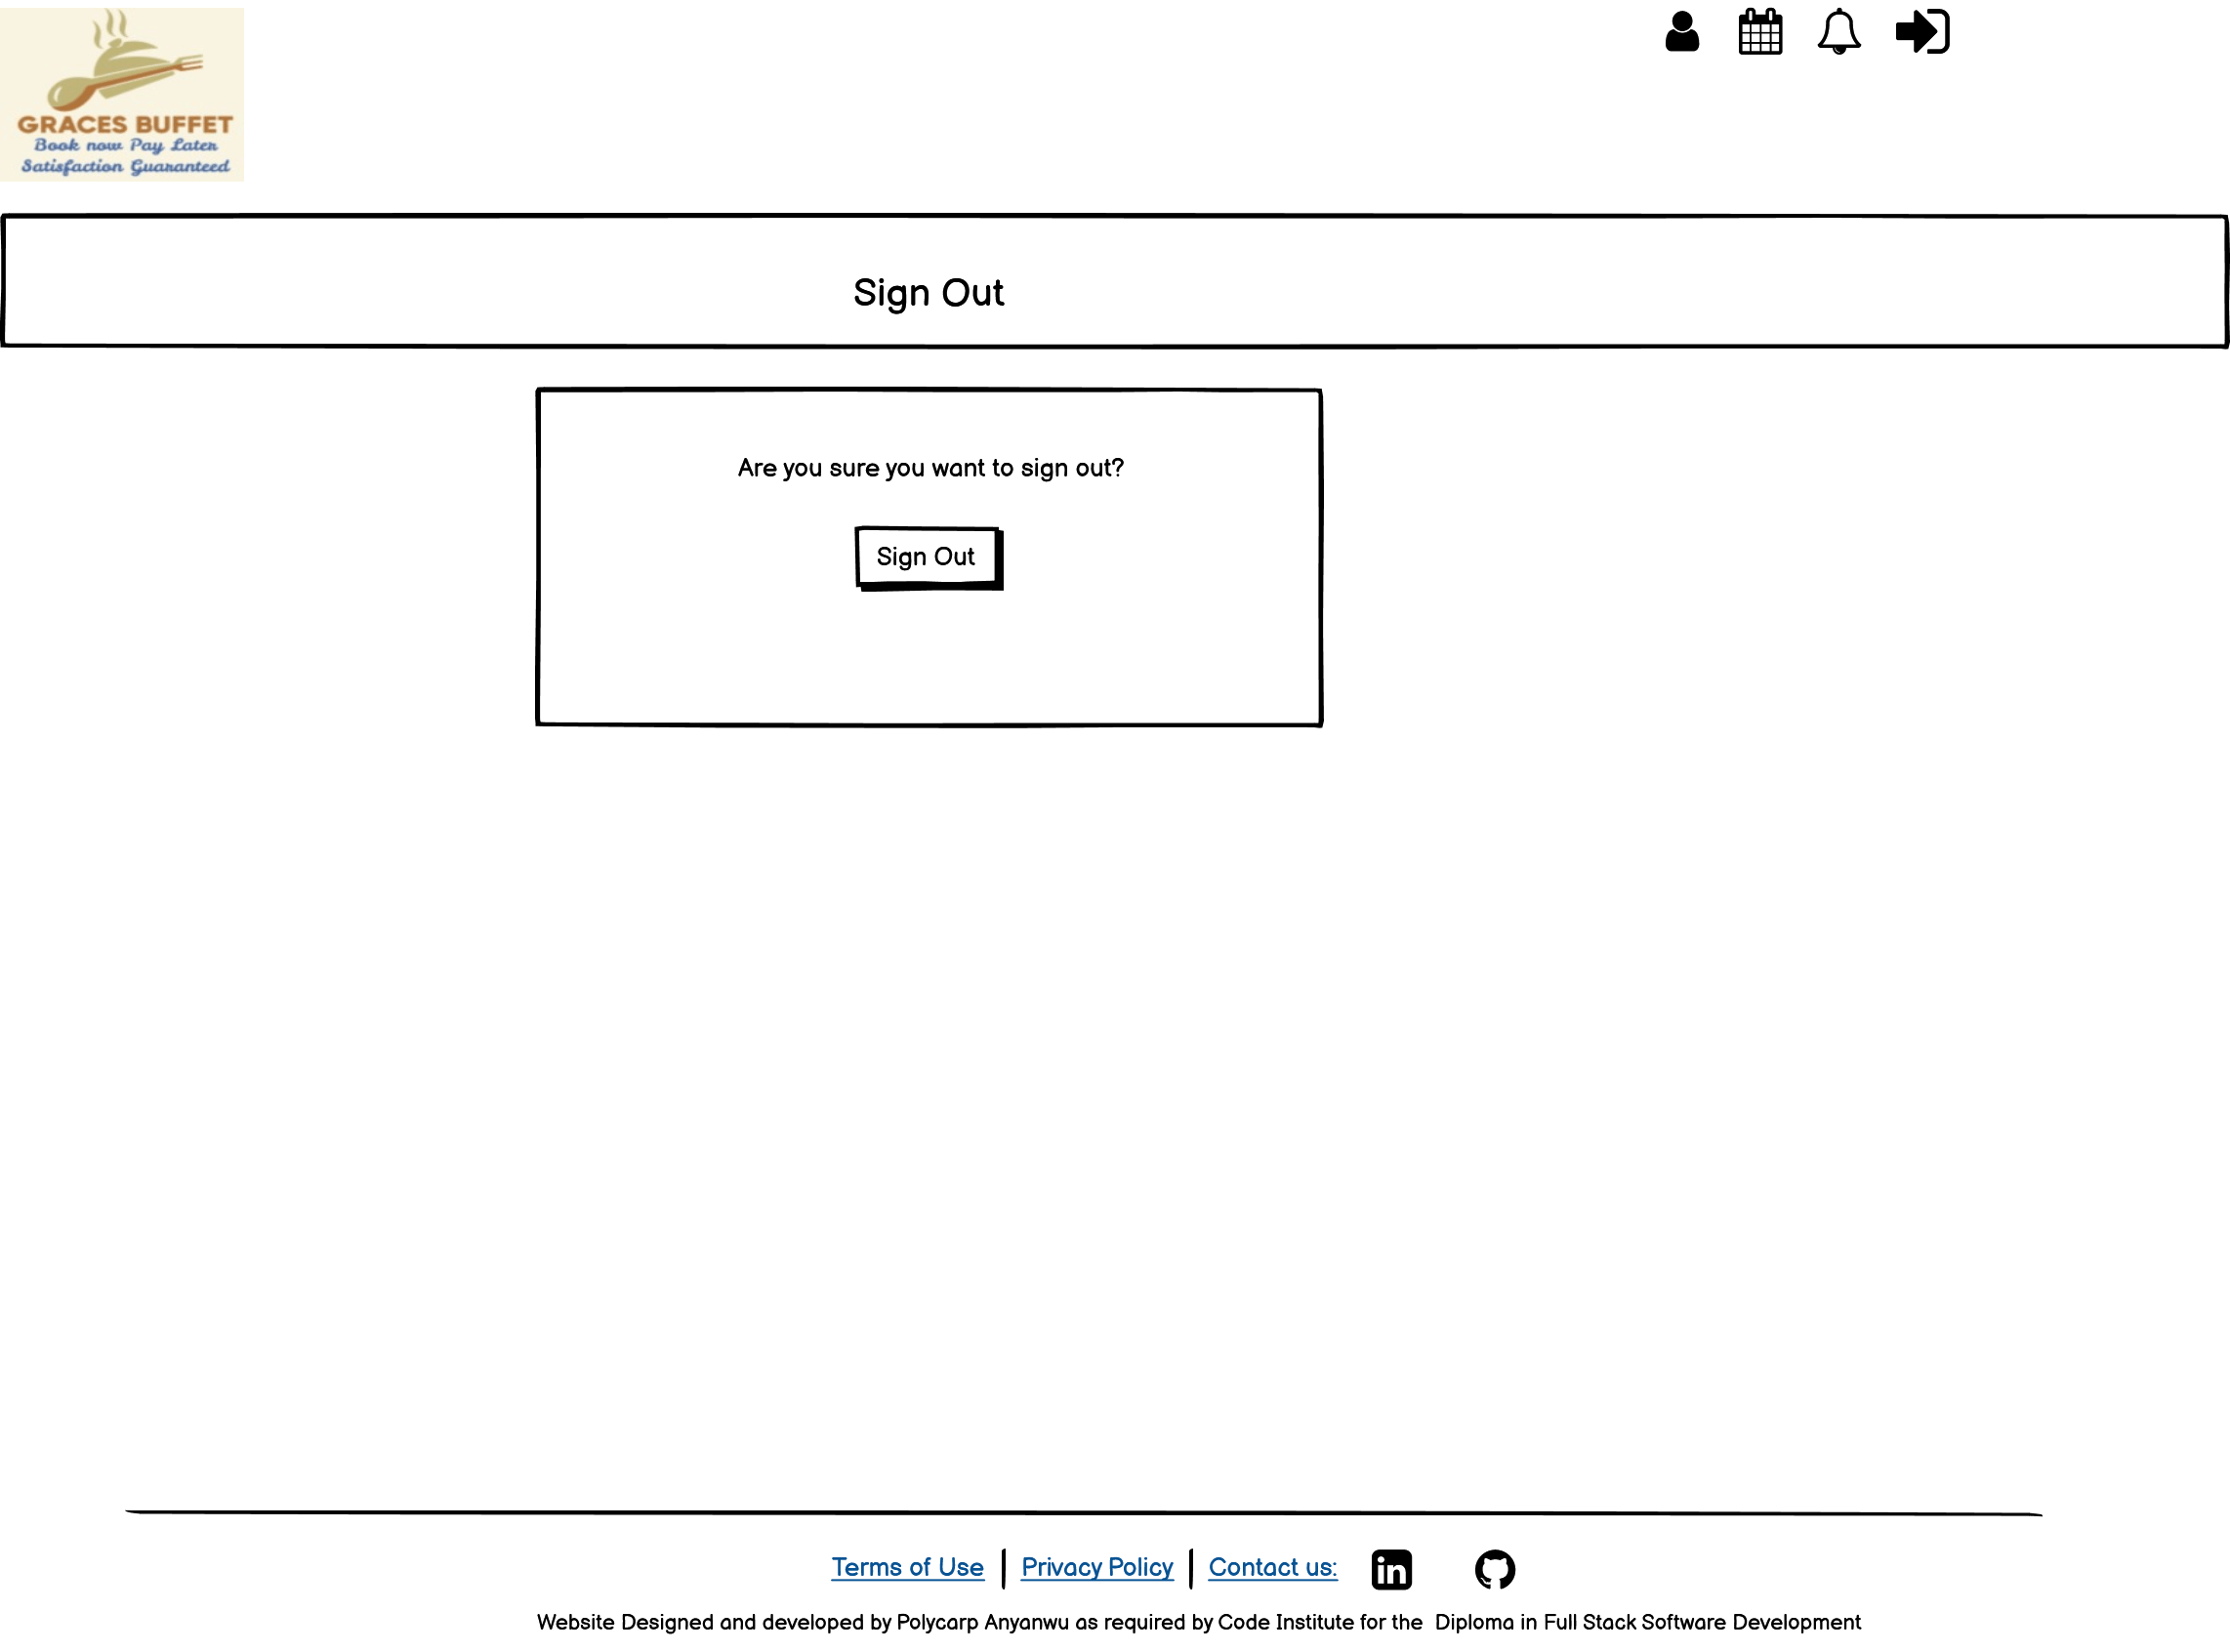 GRACES BUFFET
Book now Pay Later
Satisfaction Guaranteed
Sign Out
Are you sure you want to sign out?
Sign Out
Terms of Use | Privacy Policy | Contact us: in
Website Designed and developed by Polycarp Anyanwu as required by Code Institute for the Diploma in Full Stack Software Development